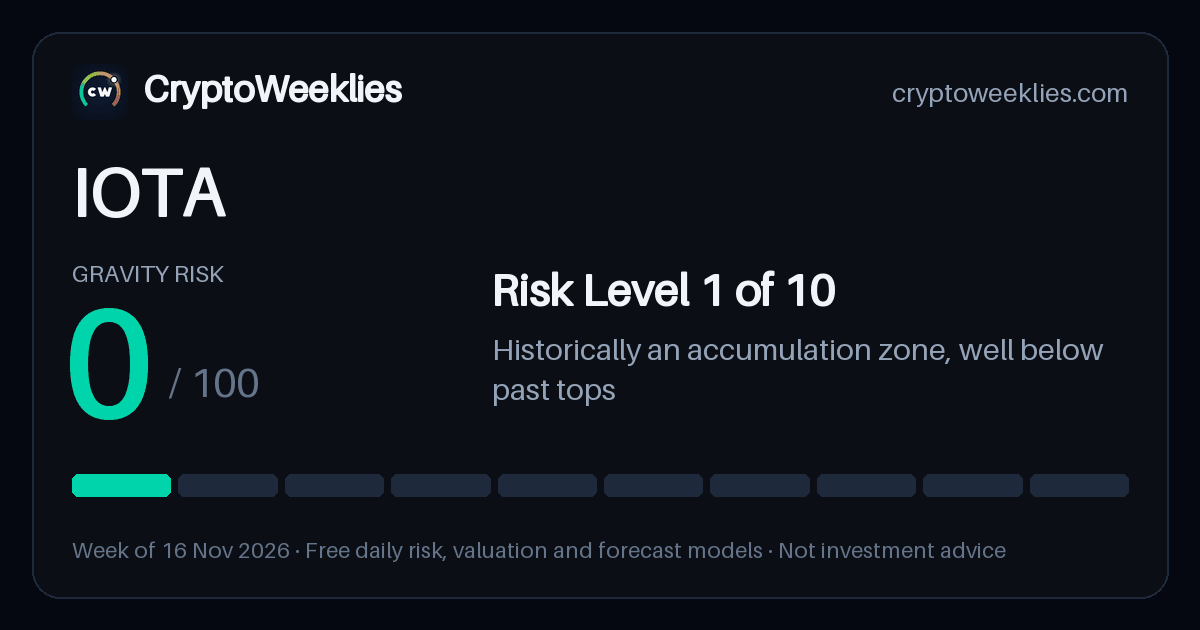 CW
CryptoWeeklies
cryptoweeklies.com
IOTA
GRAVITY RISK
0 / 100
Risk Level 1 of 10
Historically an accumulation zone, well below
past tops
Week of 16 Nov 2026 · Free daily risk, valuation and forecast models · Not investment advice